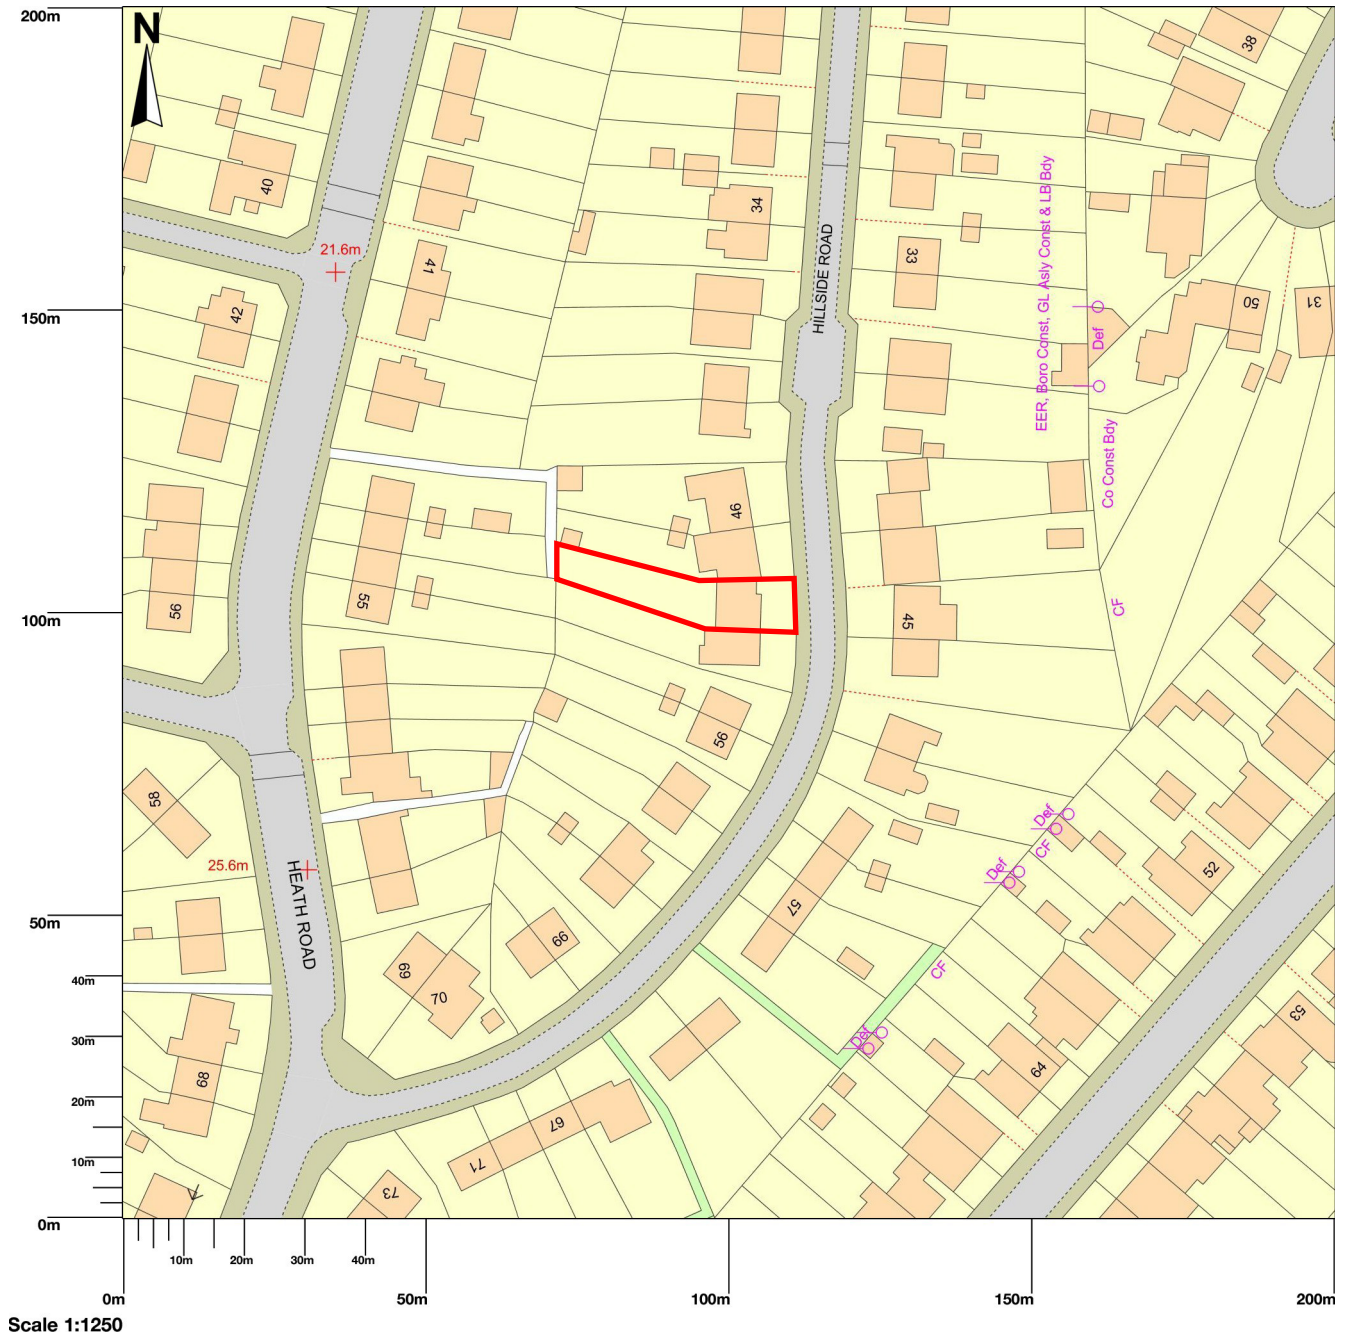 200m
N
38
40
34
41
21.6m
33
HILLSIDE ROAD
EER, Boro Const, GL Asly Const & LB Bdy
Def
50
31
42
150m
Co Const Bdy
46
55
56
45
CF
100m
56
58
25.6m
HEATH ROAD
57
Def
CF
Def
52
66
69
70
50m
40m
CF
Def
53
64
30m
68
20m
67
71
73
10m
0m
10m
20m
30m
40m
0m
50m
100m
150m
200m
Scale 1:1250